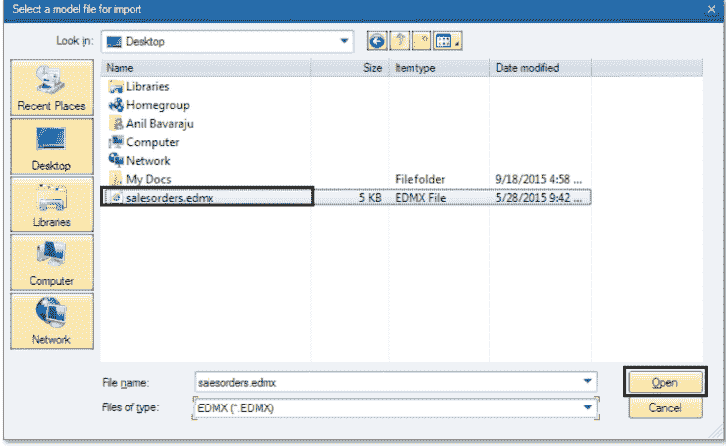 Select a model file for import
Look in: Desktop
Name Size Itemtype Date modified
Libraries
Homegroup
Anil Bavaraju
Computer
Network
My Docs Filefolder 9/18/2015 4:58 ...
salesorders.edmx 5 KB EDMX File 5/28/2015 9:42 ...
Recent Places
Desktop
Libraries
Computer
Network
File name: saesorders.edmx Open
Files of type: EDMX (*.EDMX) Cancel